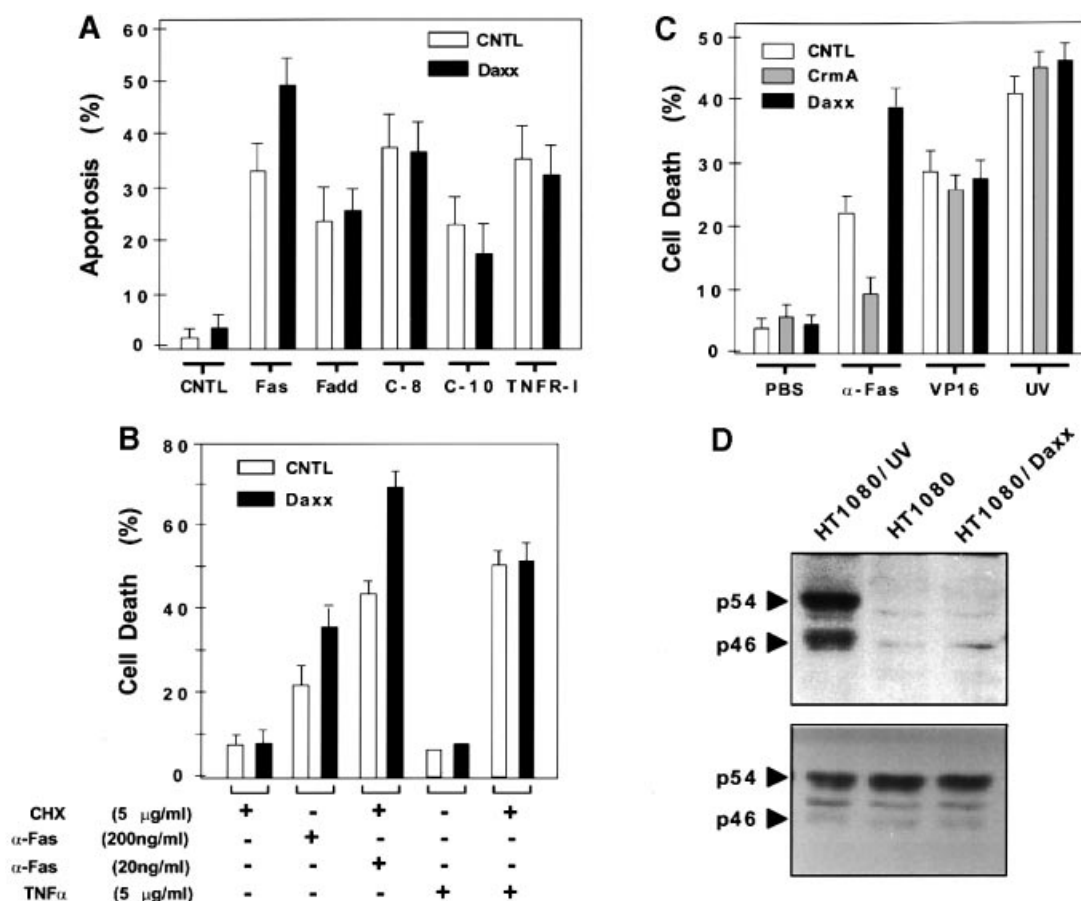 A
60
50
40
30
20
10
0
Apoptosis (%)
CNTL
Daxx
CNTL Fas Fadd C-8 C-10 TNFR-I
B
80
60
40
20
0
Cell Death (%)
CNTL
Daxx
CHX (5 μg/ml) + - + - +
α-Fas (200ng/ml) - + - - -
α-Fas (20ng/ml) - - + - -
TNFα (5 μg/ml) - - - + +
C
50
40
30
20
10
0
Cell Death (%)
CNTL
CrmA
Daxx
PBS α-Fas VP16 UV
D
HT1080/UV
HT1080
HT1080/Daxx
p54
p46
p54
p46